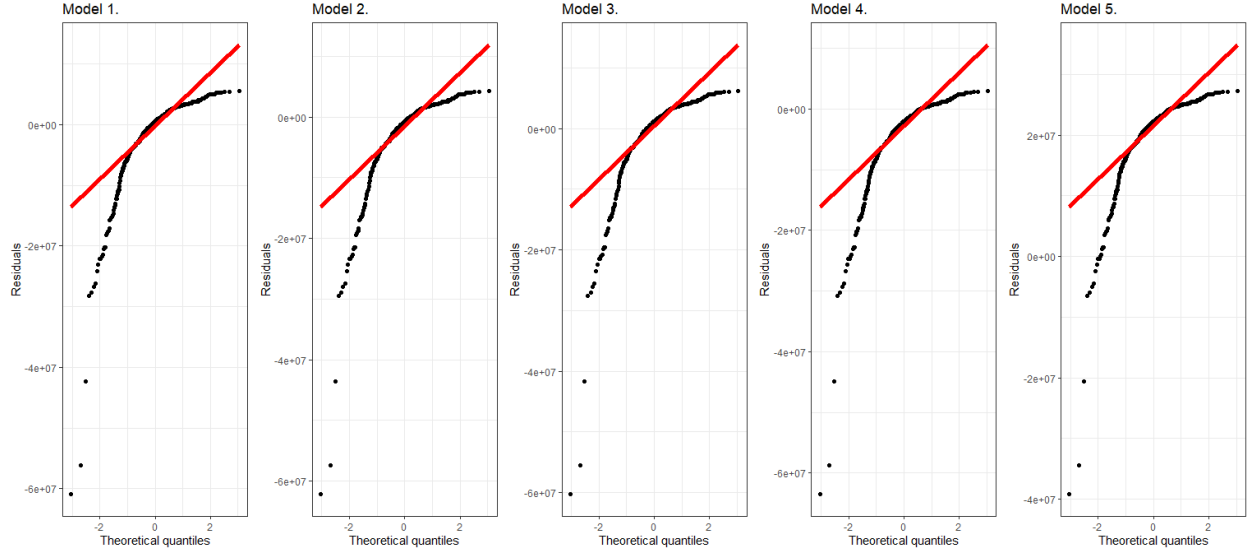 Model 1.
Residuals
0e+00
-2e+07
-4e+07
-6e+07
-2
0
2
Theoretical quantiles
Model 2.
Residuals
0e+00
-2e+07
-4e+07
-6e+07
-2
0
2
Theoretical quantiles
Model 3.
Residuals
0e+00
-2e+07
-4e+07
-6e+07
-2
0
2
Theoretical quantiles
Model 4.
Residuals
0e+00
-2e+07
-4e+07
-6e+07
-2
0
2
Theoretical quantiles
Model 5.
Residuals
2e+07
0e+00
-2e+07
-4e+07
-2
0
2
Theoretical quantiles